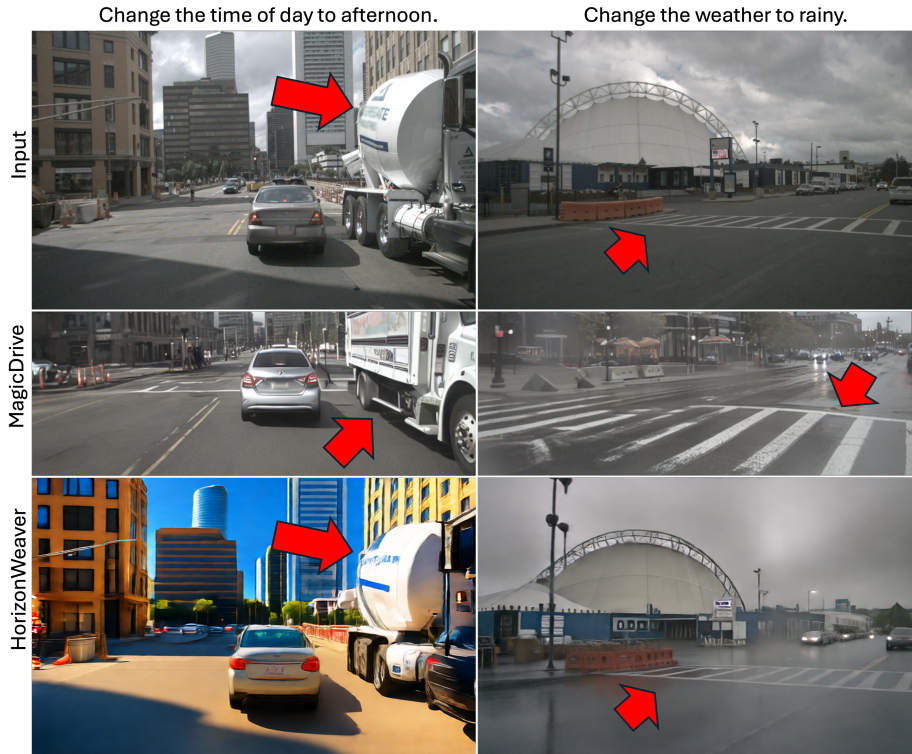 Change the time of day to afternoon.
Change the weather to rainy.
Input
MagicDrive
HorizonWeaver